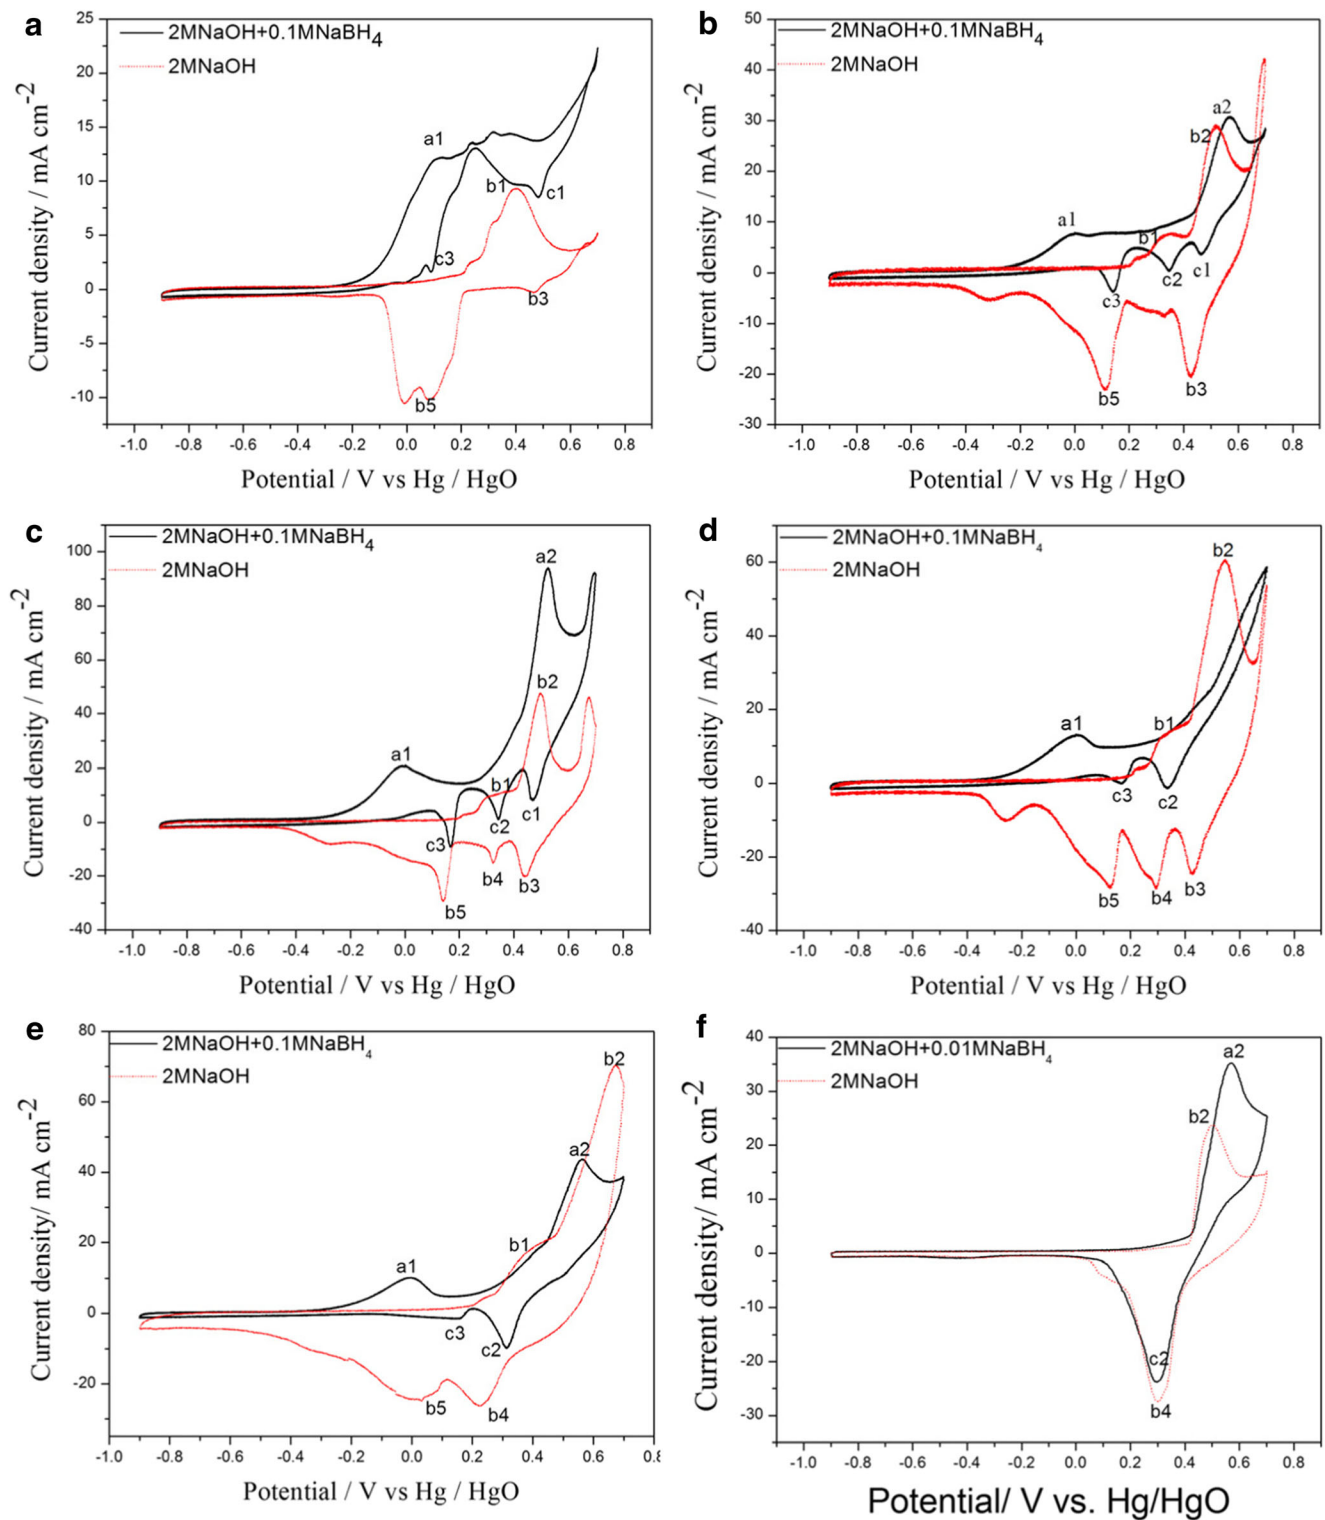 a
2MNaOH+0.1MNaBH4
2MNaOH
25
20
15
10
5
0
-5
-10
a1
b1
c1
c3
b3
b5
-1.0 -0.8 -0.6 -0.4 -0.2 0.0 0.2 0.4 0.6 0.8
Current density / mA cm-2
Potential / V vs Hg / HgO
b
2MNaOH+0.1MNaBH4
2MNaOH
50
40
30
20
10
0
-10
-20
-30
a2
b2
a1
b1
c2
c1
c3
b5
b3
-1.0 -0.8 -0.6 -0.4 -0.2 0.0 0.2 0.4 0.6 0.8
Current density / mA cm-2
Potential / V vs Hg / HgO
c
2MNaOH+0.1MNaBH4
2MNaOH
100
80
60
40
20
0
-20
-40
a2
b2
a1
b1
c1
c2
c3
b4
b3
b5
-1.0 -0.8 -0.6 -0.4 -0.2 0.0 0.2 0.4 0.6 0.8
Current density / mA cm-2
Potential / V vs Hg / HgO
d
2MNaOH+0.1MNaBH4
2MNaOH
60
40
20
0
-20
-40
b2
a1
b1
c3
c2
b5
b4
b3
-1.0 -0.8 -0.6 -0.4 -0.2 0.0 0.2 0.4 0.6 0.8
Current density / mA cm-2
Potential / V vs Hg / HgO
e
2MNaOH+0.1MNaBH4
2MNaOH
80
60
40
20
0
-20
b2
a2
b1
a1
c3
c2
b5
b4
-1.0 -0.8 -0.6 -0.4 -0.2 0.0 0.2 0.4 0.6
Current density/ mA cm-2
Potential / V vs Hg / HgO
f
2MNaOH+0.01MNaBH4
2MNaOH
40
30
20
10
0
-10
-20
-30
a2
b2
c2
b4
-1.0 -0.8 -0.6 -0.4 -0.2 0.0 0.2 0.4 0.6 0.8
Current density/ mA cm-2
Potential/ V vs. Hg/HgO